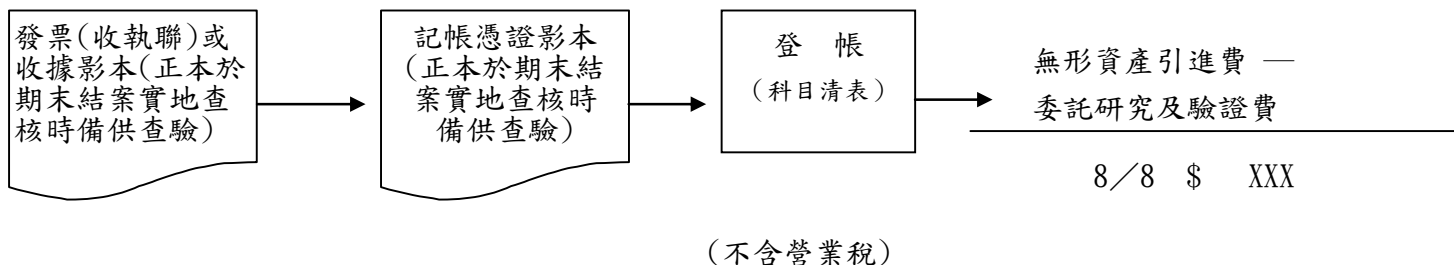 發票(收執聯)或
收據影本(正本於
期末結案實地查
核時備供查驗)
記帳憑證影本
(正本於期末結
案實地查核時
備供查驗)
登 帳
(科目清表)
無形資產引進費 —
委託研究及驗證費
8／8 $ XXX
(不含營業稅)